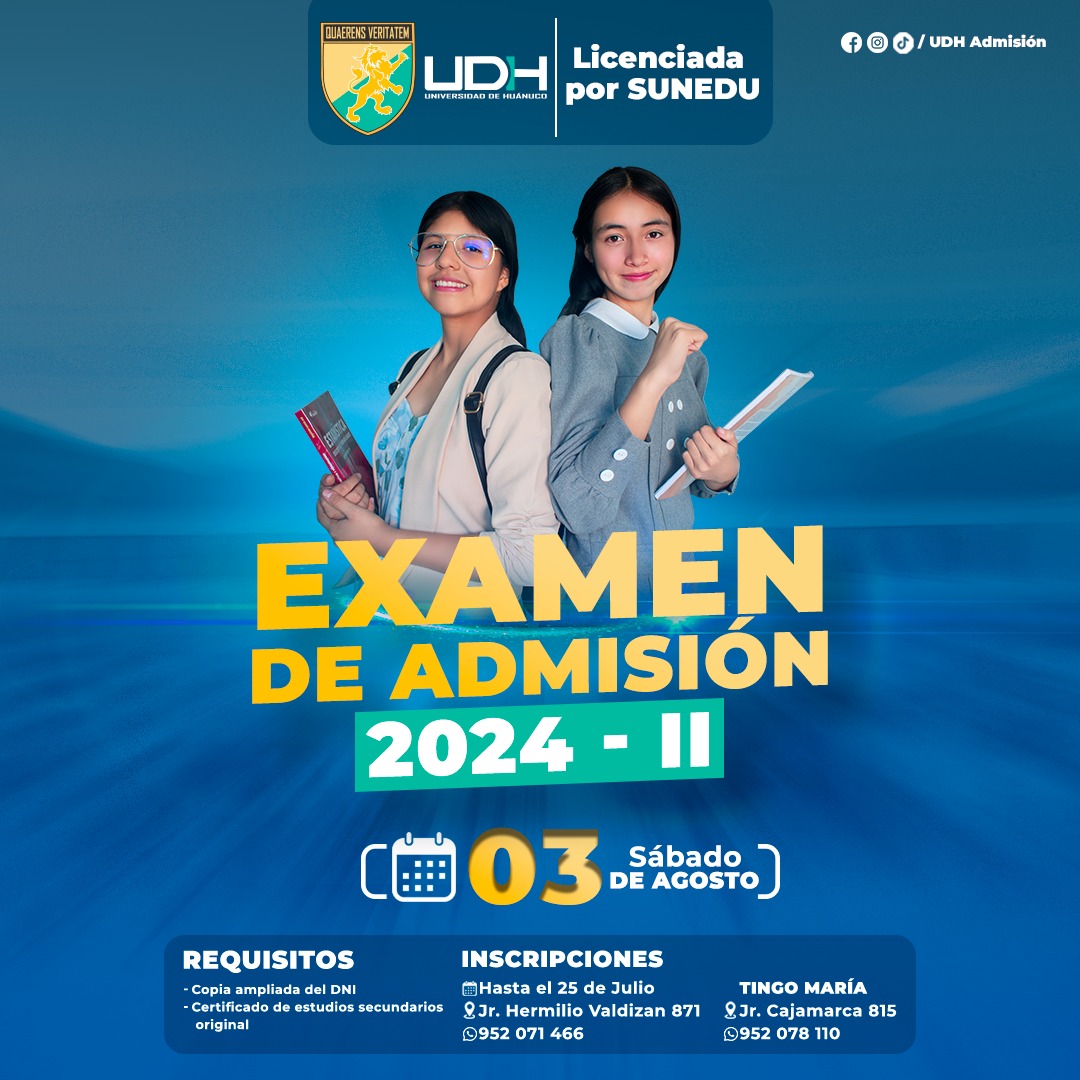 QUAERENS VERITATEM
UDH
UNIVERSIDAD DE HUÁNUCO
Licenciada
por SUNEDU
/ UDH Admisión
ESTADÍSTICA
EXAMEN
DE ADMISIÓN
2024 - II
03
Sábado
DE AGOSTO
REQUISITOS
- Copia ampliada del DNI
- Certificado de estudios secundarios
original
INSCRIPCIONES
Hasta el 25 de Julio
Jr. Hermilio Valdizan 871
952 071 466
TINGO MARÍA
Jr. Cajamarca 815
952 078 110